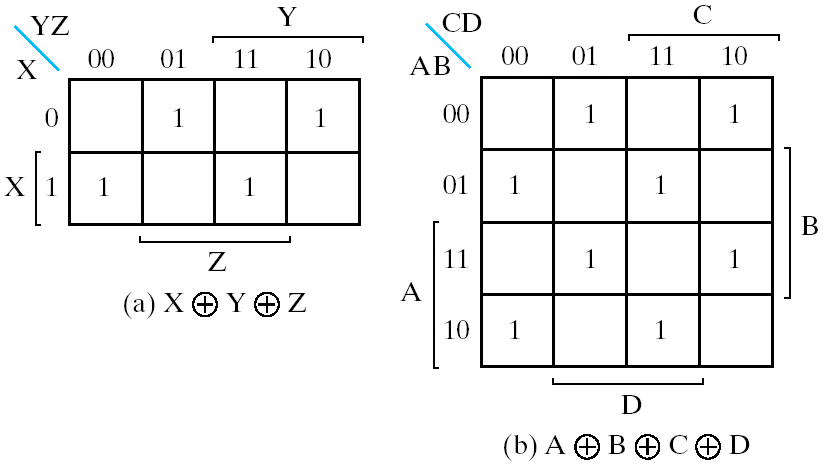 YZ
Y
X 00 01 11 10
0 1 1
X 1 1 1
Z
(a) X ⊕ Y ⊕ Z
CD
C
AB 00 01 11 10
00 1 1
01 1 1
B
11 1 1
A
10 1 1
D
(b) A ⊕ B ⊕ C ⊕ D